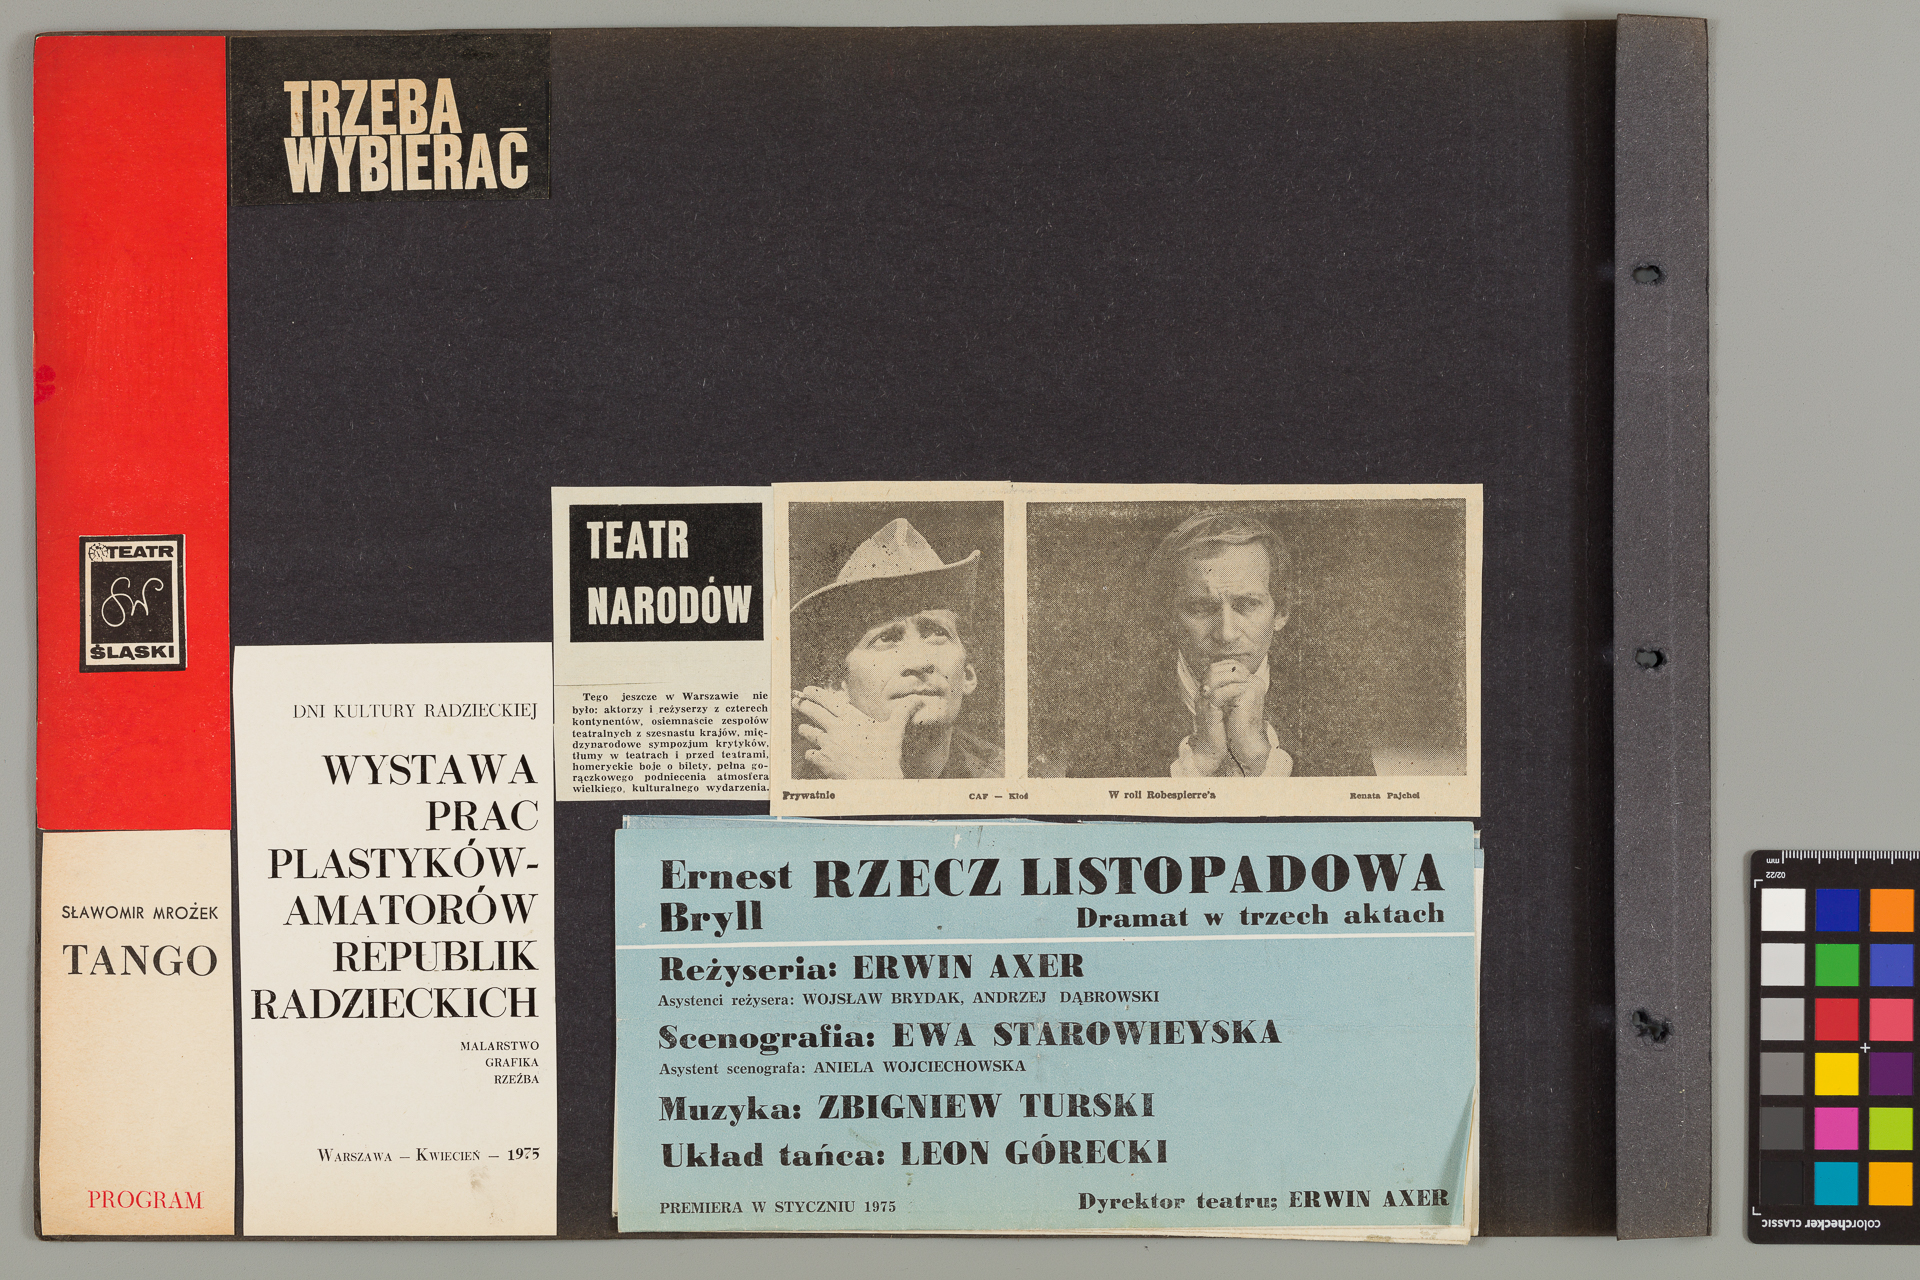 TRZEBA
WYBIERAĆ
TEATR
ŚLĄSKI
SŁAWOMIR MROŻEK
TANGO
PROGRAM
DNI KULTURY RADZIECKIEJ
WYSTAWA
PRAC
PLASTYKÓW-
AMATORÓW
REPUBLIK
RADZIECKICH
MALARSTWO
GRAFIKA
RZEŹBA
WARSZAWA – KWIECIEŃ – 1975
TEATR
NARODÓW
Tego jeszcze w Warszawie nie
było: aktorzy i reżyserzy z czterech
kontynentów, osiemnaście zespołów
teatralnych z szesnastu krajów, mię-
dzynarodowe sympozjum krytyków,
tłumy w teatrach i przed teatrami,
homeryckie boje o bilety, pełna go-
rączkowego podniecenia atmosfera
wielkiego, kulturalnego wydarzenia.
Prywatnie
CAF — Kłoś
W roli Robespierre'a
Renata Pajchel
Ernest
Bryll
RZECZ LISTOPADOWA
Dramat w trzech aktach
Reżyseria: ERWIN AXER
Asystenci reżysera: WOJSŁAW BRYDAK, ANDRZEJ DĄBROWSKI
Scenografia: EWA STAROWIEYSKA
Asystent scenografa: ANIELA WOJCIECHOWSKA
Muzyka: ZBIGNIEW TURSKI
Układ tańca: LEON GÓRECKI
PREMIERA W STYCZNIU 1975
Dyrektor teatru; ERWIN AXER
mm
02/22
colorchecker CLASSIC